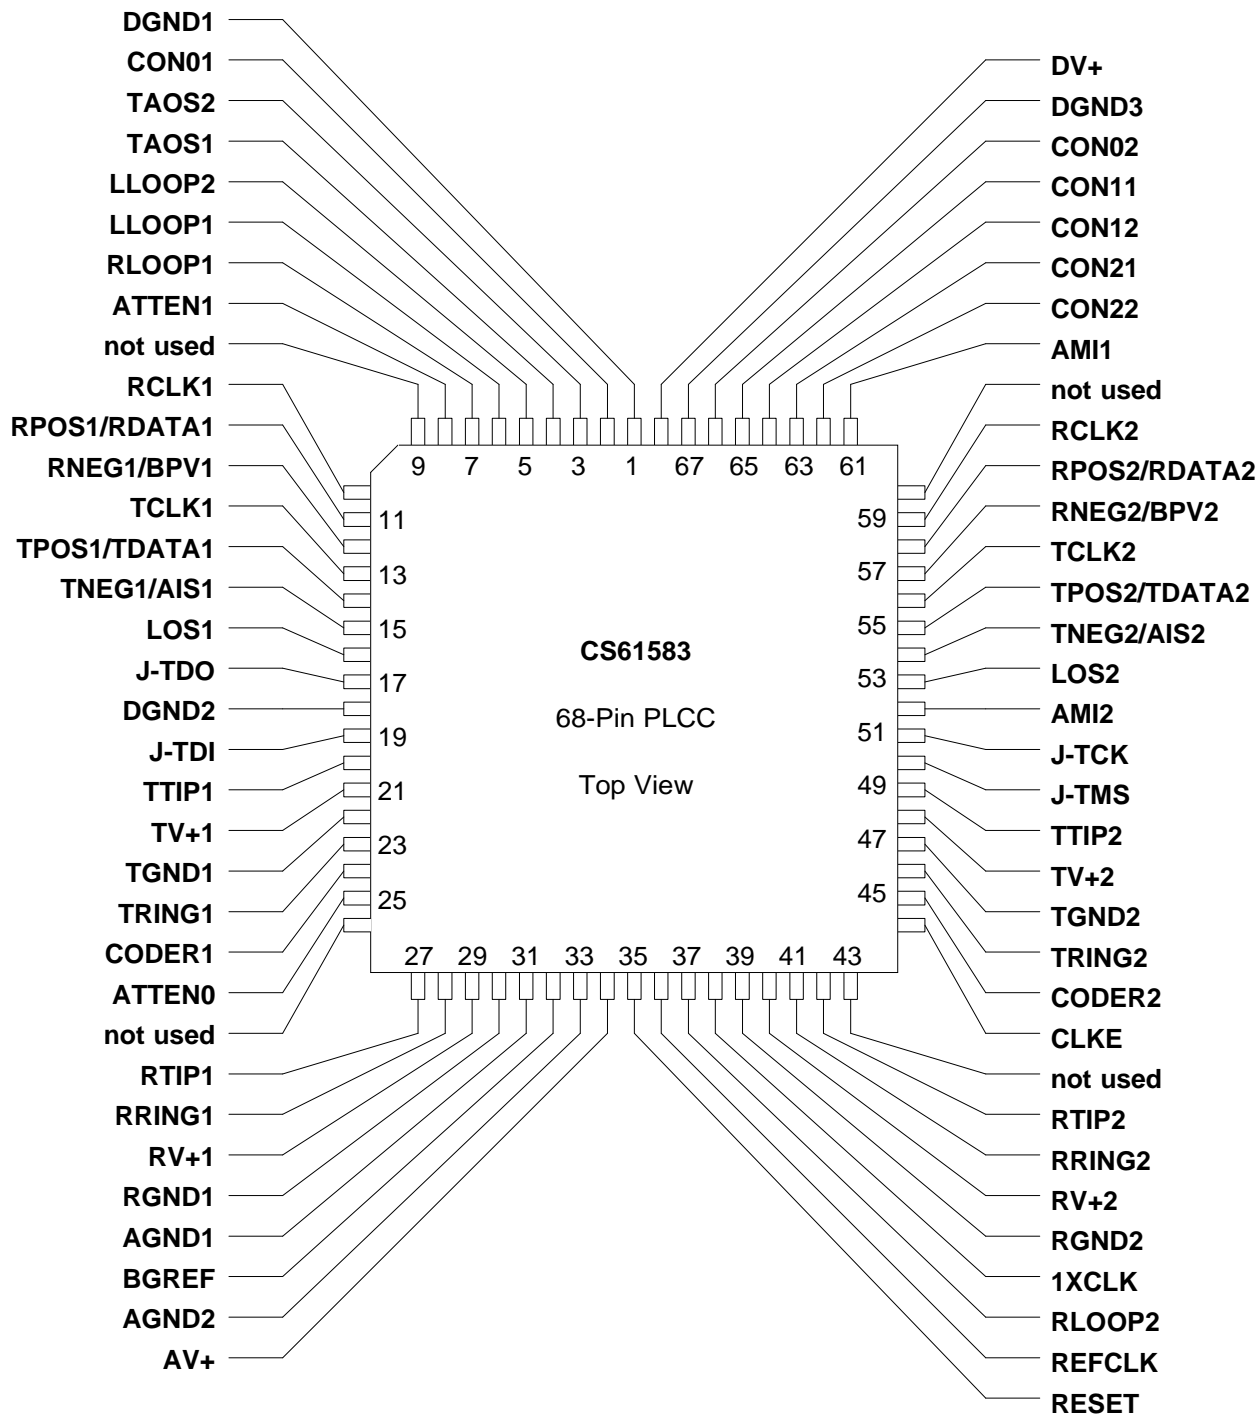 DGND1
CON01
TAOS2
TAOS1
LLOOP2
LLOOP1
RLOOP1
ATTEN1
not used
RCLK1
RPOS1/RDATA1
RNEG1/BPV1
TCLK1
TPOS1/TDATA1
TNEG1/AIS1
LOS1
J-TDO
DGND2
J-TDI
TTIP1
TV+1
TGND1
TRING1
CODER1
ATTEN0
not used
RTIP1
RRING1
RV+1
RGND1
AGND1
BGREF
AGND2
AV+
9 7 5 3 1 67 65 63 61
11
13
15
17
19
21
23
25
CS61583
68-Pin PLCC
Top View
59
57
55
53
51
49
47
45
27 29 31 33 35 37 39 41 43
DV+
DGND3
CON02
CON11
CON12
CON21
CON22
AMI1
not used
RCLK2
RPOS2/RDATA2
RNEG2/BPV2
TCLK2
TPOS2/TDATA2
TNEG2/AIS2
LOS2
AMI2
J-TCK
J-TMS
TTIP2
TV+2
TGND2
TRING2
CODER2
CLKE
not used
RTIP2
RRING2
RV+2
RGND2
1XCLK
RLOOP2
REFCLK
RESET